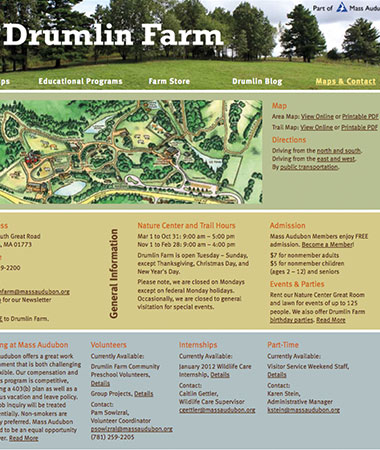 Part of Mass Audu
Drumlin Farm
Educational Programs
Farm Store
Drumlin Blog
Maps & Contact
Map
Area Map: View Online or Printable PDF
Trail Map: View Online or Printable PDF
Directions
Driving from the north and south.
Driving from the east and west.
By public transportation.
outh Great Road
, MA 01773
9-2200
@massaudubon.org
for our Newsletter
to Drumlin Farm.
General Information
Nature Center and Trail Hours
Mar 1 to Oct 31: 9:00 am – 5:00 pm
Nov 1 to Feb 28: 9:00 am – 4:00 pm
Drumlin Farm is open Tuesday – Sunday,
except Thanksgiving, Christmas Day, and
New Year's Day.
Please note, we are closed on Mondays
except on federal Monday holidays.
Occasionally, we are closed to general
visitation for special events.
Admission
Mass Audubon Members enjoy FREE
admission. Become a Member!
$7 for nonmember adults
$5 for nonmember children
(ages 2 – 12) and seniors
Events & Parties
Rent our Nature Center Great Room
and lawn for events of up to 125
people. We also offer Drumlin Farm
birthday parties. Read More
ng at Mass Audubon
udubon offers a great work
nment that is both challenging
xible. Our compensation and
s program is competitive,
g a 403(b) plan as well as a
us vacation and leave policy.
ob inquiry will be treated
entially. Non-smokers are
y preferred. Mass Audubon
d to be an equal opportunity
er. Read More
Volunteers
Currently Available:
Drumlin Farm Community
Preschool Volunteers,
Details
Group Projects, Details
Contact:
Pam Sowizral,
Volunteer Coordinator
psowizral@massaudubon.org
(781) 259-2205
Internships
Currently Available:
January 2012 Wildlife Care
Internship, Details
Contact:
Caitlin Gettler,
Wildlife Care Supervisor
cgettler@massaudubon.org
Part-Time
Currently Available:
Visitor Service Weekend Staff,
Details
Contact:
Karen Stein,
Administrative Manager
kstein@massaudubon.org